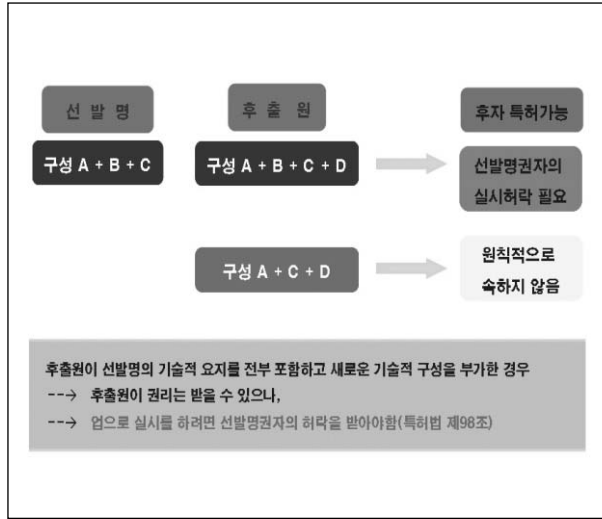 선 발 명
후 출 원
후자 특허가능
구성 A + B + C
구성 A + B + C + D
선발명권자의
실시허락 필요
구성 A + C + D
원칙적으로
속하지 않음
후출원이 선발명의 기술적 요지를 전부 포함하고 새로운 기술적 구성을 부가한 경우
--→ 후출원이 권리는 받을 수 있으나,
--→ 업으로 실시를 하려면 선발명권자의 허락을 받아야함(특허법 제98조)